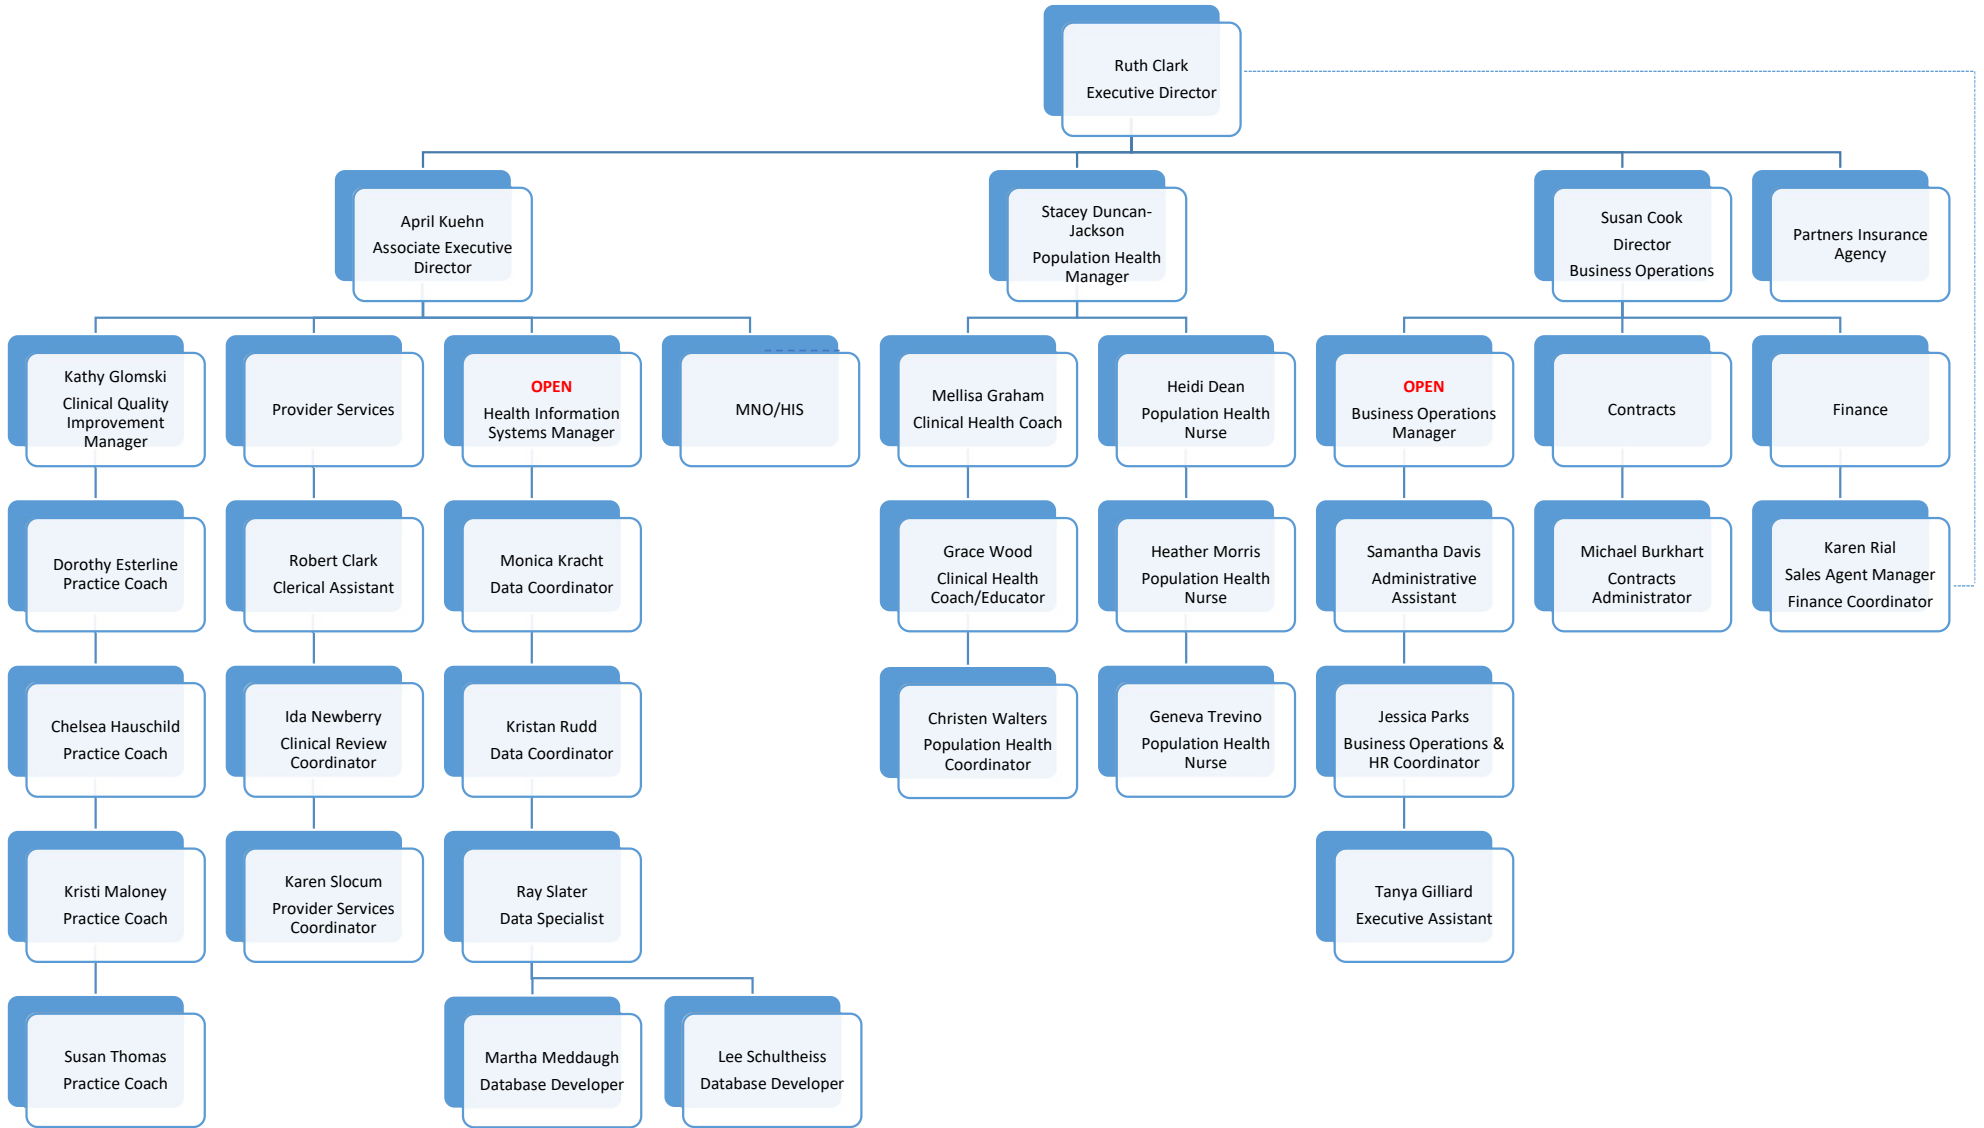 Ruth Clark
Executive Director
April Kuehn
Associate Executive
Director
Stacey Duncan-
Jackson
Population Health
Manager
Susan Cook
Director
Business Operations
Partners Insurance
Agency
Kathy Glomski
Clinical Quality
Improvement
Manager
Provider Services
OPEN
Health Information
Systems Manager
MNO/HIS
Mellisa Graham
Clinical Health Coach
Heidi Dean
Population Health
Nurse
OPEN
Business Operations
Manager
Contracts
Finance
Dorothy Esterline
Practice Coach
Robert Clark
Clerical Assistant
Monica Kracht
Data Coordinator
Grace Wood
Clinical Health
Coach/Educator
Heather Morris
Population Health
Nurse
Samantha Davis
Administrative
Assistant
Michael Burkhart
Contracts
Administrator
Karen Rial
Sales Agent Manager
Finance Coordinator
Chelsea Hauschild
Practice Coach
Ida Newberry
Clinical Review
Coordinator
Kristan Rudd
Data Coordinator
Christen Walters
Population Health
Coordinator
Geneva Trevino
Population Health
Nurse
Jessica Parks
Business Operations &
HR Coordinator
Kristi Maloney
Practice Coach
Karen Slocum
Provider Services
Coordinator
Ray Slater
Data Specialist
Tanya Gilliard
Executive Assistant
Susan Thomas
Practice Coach
Martha Meddaugh
Database Developer
Lee Schultheiss
Database Developer